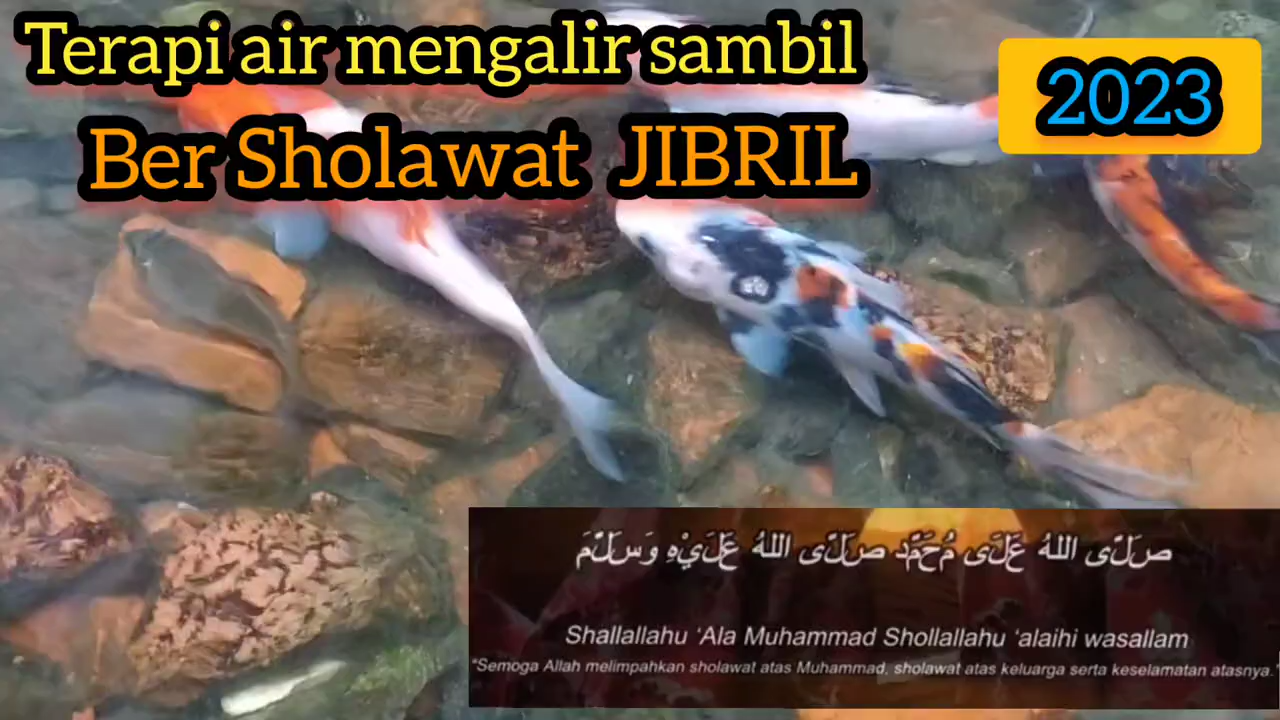 Terapi air mengalir sambil
Ber Sholawat JIBRIL
2023
صَلَّى اللهُ عَلَى مُحَمَّد صَلَّى اللهُ عَلَيْهِ وَسَلَّمَ
Shallallahu ‘Ala Muhammad Shollallahu ‘alaihi wasallam
“Semoga Allah melimpahkan sholawat atas Muhammad, sholawat atas keluarga serta keselamatan atasnya.